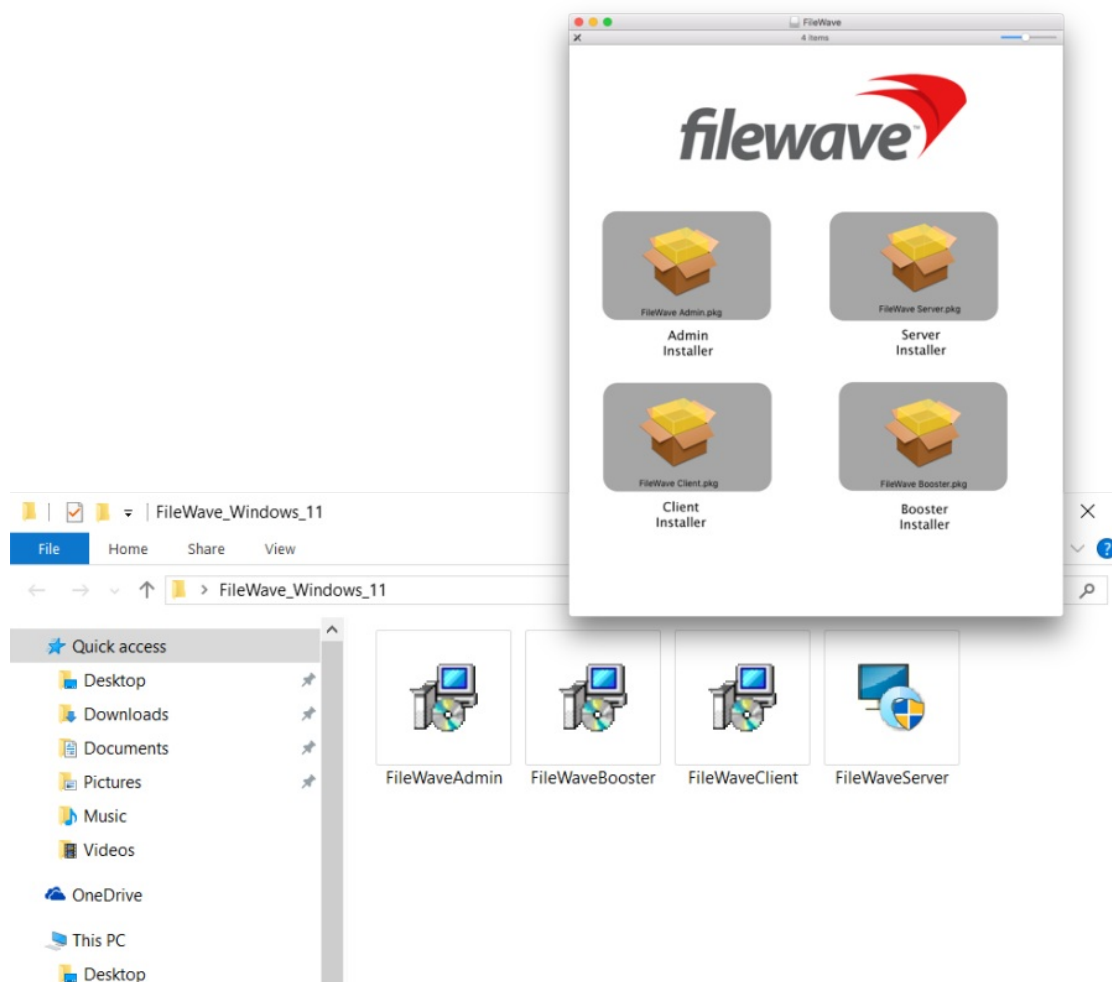 FileWave
4 items
filewave™
FileWave Admin.pkg
FileWave Server.pkg
Admin
Installer
Server
Installer
FileWave Client.pkg
FileWave Booster.pkg
Client
Installer
Booster
Installer
FileWave_Windows_11
File Home Share View
> FileWave_Windows_11
Quick access
Desktop
Downloads
Documents
Pictures
Music
Videos
OneDrive
This PC
Desktop
FileWaveAdmin FileWaveBooster FileWaveClient FileWaveServer